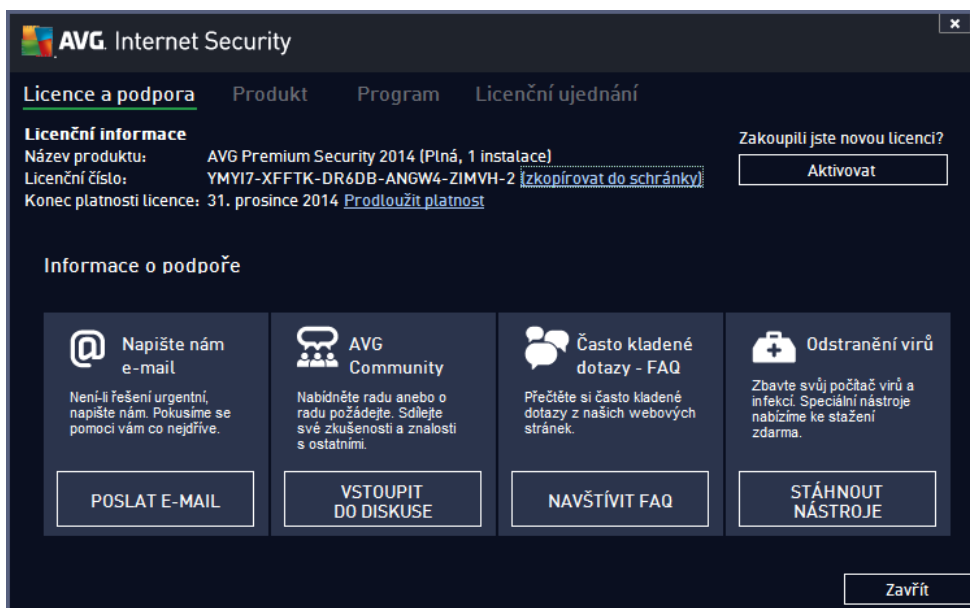 AVG. Internet Security
Licence a podpora Produkt Program Licenční ujednání
Licenční informace
Název produktu: AVG Premium Security 2014 (Plná, 1 instalace)
Licenční číslo: YMYI7-XFFTK-DR6DB-ANGW4-ZIMVH-2 (zkopírovat do schránky)
Konec platnosti licence: 31. prosince 2014 Prodloužit platnost
Zakoupili jste novou licenci?
Aktivovat
Informace o podpoře
Napište nám
e-mail
Není-li řešení urgentní,
napište nám. Pokusíme se
pomoci vám co nejdříve.
POSLAT E-MAIL
AVG
Community
Nabídněte radu anebo o
radu požádejte. Sdílejte
své zkušenosti a znalosti
s ostatními.
VSTOUPIT
DO DISKUSE
Často kladené
dotazy - FAQ
Přečtěte si často kladené
dotazy z našich webových
stránek.
NAVŠTÍVIT FAQ
Odstranění virů
Zbavte svůj počítač virů a
infekcí. Speciální nástroje
nabízíme ke stažení
zdarma.
STÁHNOUT
NÁSTROJE
Zavřít